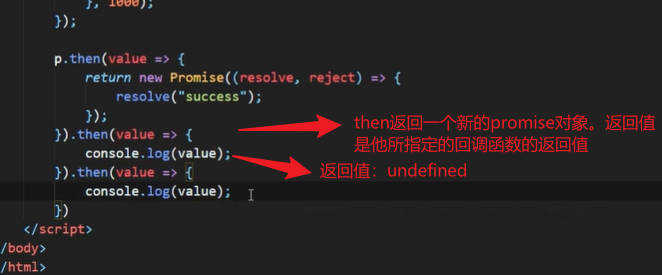 }, 1000);
});
p.then(value => {
return new Promise((resolve, reject) => {
resolve("success");
});
}).then(value => {
console.log(value);
}).then(value => {
console.log(value);
})
</script>
/body>
/html>
then返回一个新的promise对象。返回值
是他所指定的回调函数的返回值
返回值：undefined